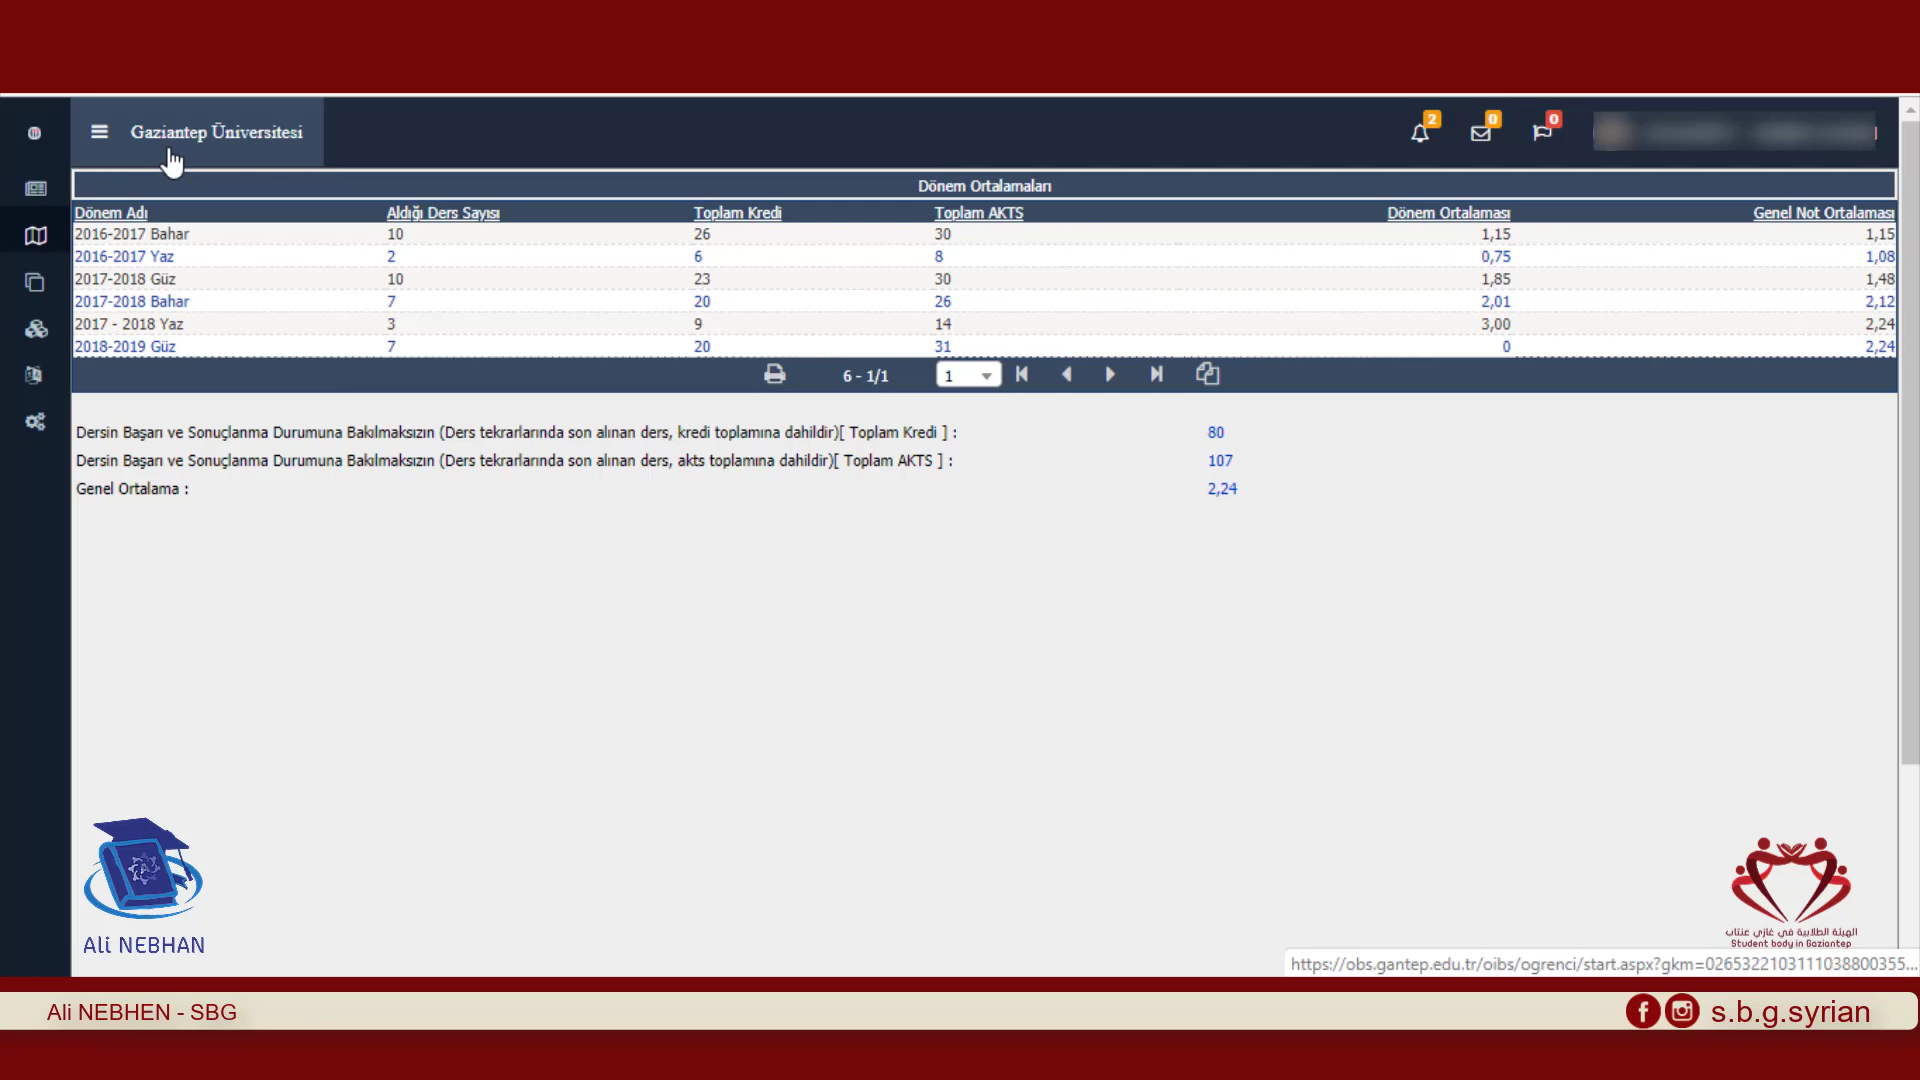 Gaziantep Üniversitesi 2 0 0
Dönem Ortalamaları
Dönem Adı Aldığı Ders Sayısı Toplam Kredi Toplam AKTS Dönem Ortalaması Genel Not Ortalaması
2016-2017 Bahar 10 26 30 1,15 1,15
2016-2017 Yaz 2 6 8 0,75 1,08
2017-2018 Güz 10 23 30 1,85 1,48
2017-2018 Bahar 7 20 26 2,01 2,12
2017 - 2018 Yaz 3 9 14 3,00 2,24
2018-2019 Güz 7 20 31 0 2,24
6 - 1/1 1
Dersin Başarı ve Sonuçlanma Durumuna Bakılmaksızın (Ders tekrarlarında son alınan ders, kredi toplamına dahildir)[ Toplam Kredi ] : 80
Dersin Başarı ve Sonuçlanma Durumuna Bakılmaksızın (Ders tekrarlarında son alınan ders, akts toplamına dahildir)[ Toplam AKTS ] : 107
Genel Ortalama : 2,24
Ali NEBHAN
الهيئة الطلابية في غازي عنتاب
Student body in Gaziantep
https://obs.gantep.edu.tr/oibs/ogrenci/start.aspx?gkm=0265322103111038800355...
Ali NEBHEN - SBG
s.b.g.syrian